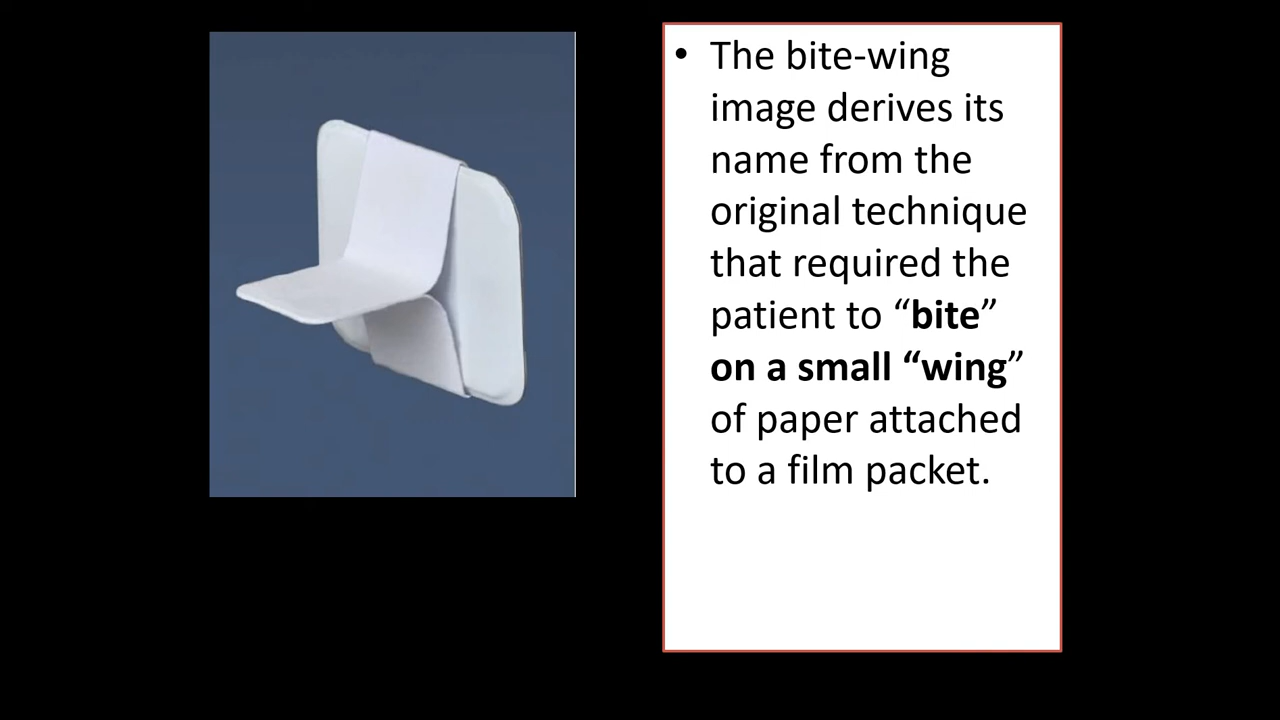 • The bite-wing
image derives its
name from the
original technique
that required the
patient to “bite”
on a small “wing”
of paper attached
to a film packet.